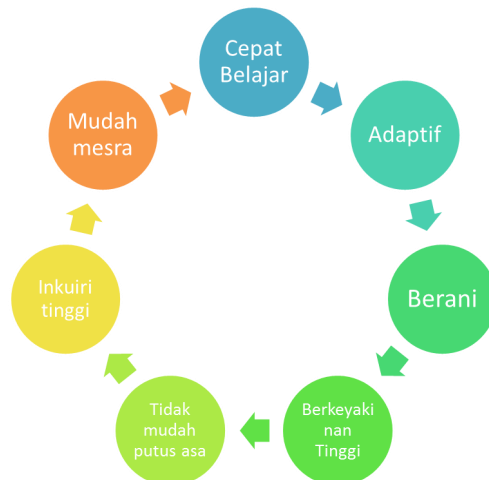 Cepat
Belajar
Adaptif
Berani
Berkeyaki
nan
Tinggi
Tidak
mudah
putus asa
Inkuiri
tinggi
Mudah
mesra